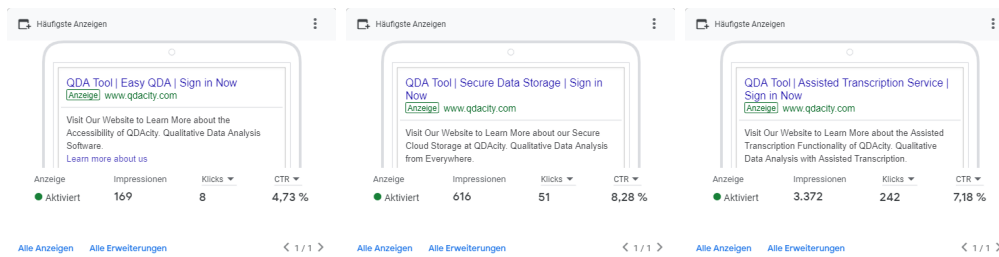 Häufigste Anzeigen
QDA Tool | Easy QDA | Sign in Now
Anzeige www.qdacity.com
Visit Our Website to Learn More about the
Accessibility of QDAcity. Qualitative Data Analysis
Software.
Learn more about us
Anzeige Impressionen Klicks CTR
Aktiviert 169 8 4,73 %
Alle Anzeigen Alle Erweiterungen < 1 / 1 >
Häufigste Anzeigen
QDA Tool | Secure Data Storage | Sign in
Now
Anzeige www.qdacity.com
Visit Our Website to Learn More about our Secure
Cloud Storage at QDAcity. Qualitative Data Analysis
from Everywhere.
Anzeige Impressionen Klicks CTR
Aktiviert 616 51 8,28 %
Alle Anzeigen Alle Erweiterungen < 1 / 1 >
Häufigste Anzeigen
QDA Tool | Assisted Transcription Service |
Sign in Now
Anzeige www.qdacity.com
Visit Our Website to Learn More about the Assisted
Transcription Functionality of QDAcity. Qualitative
Data Analysis with Assisted Transcription.
Anzeige Impressionen Klicks CTR
Aktiviert 3.372 242 7,18 %
Alle Anzeigen Alle Erweiterungen < 1 / 1 >